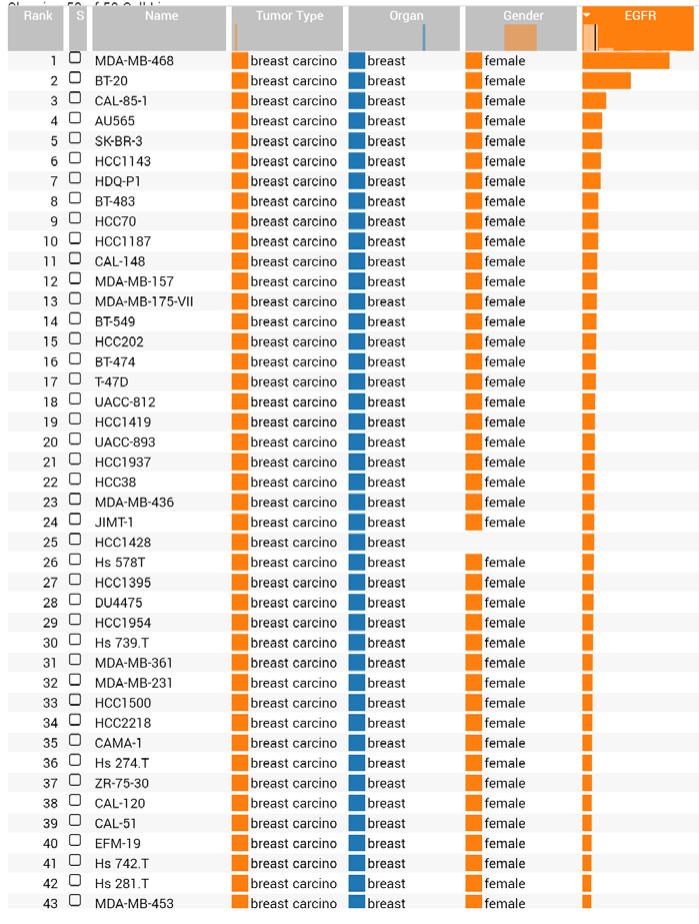 Rank S Name Tumor Type Organ Gender EGFR
1 MDA-MB-468 breast carcino breast female
2 BT-20 breast carcino breast female
3 CAL-85-1 breast carcino breast female
4 AU565 breast carcino breast female
5 SK-BR-3 breast carcino breast female
6 HCC1143 breast carcino breast female
7 HDQ-P1 breast carcino breast female
8 BT-483 breast carcino breast female
9 HCC70 breast carcino breast female
10 HCC1187 breast carcino breast female
11 CAL-148 breast carcino breast female
12 MDA-MB-157 breast carcino breast female
13 MDA-MB-175-VII breast carcino breast female
14 BT-549 breast carcino breast female
15 HCC202 breast carcino breast female
16 BT-474 breast carcino breast female
17 T-47D breast carcino breast female
18 UACC-812 breast carcino breast female
19 HCC1419 breast carcino breast female
20 UACC-893 breast carcino breast female
21 HCC1937 breast carcino breast female
22 HCC38 breast carcino breast female
23 MDA-MB-436 breast carcino breast female
24 JIMT-1 breast carcino breast female
25 HCC1428 breast carcino breast
26 Hs 578T breast carcino breast female
27 HCC1395 breast carcino breast female
28 DU4475 breast carcino breast female
29 HCC1954 breast carcino breast female
30 Hs 739.T breast carcino breast female
31 MDA-MB-361 breast carcino breast female
32 MDA-MB-231 breast carcino breast female
33 HCC1500 breast carcino breast female
34 HCC2218 breast carcino breast female
35 CAMA-1 breast carcino breast female
36 Hs 274.T breast carcino breast female
37 ZR-75-30 breast carcino breast female
38 CAL-120 breast carcino breast female
39 CAL-51 breast carcino breast female
40 EFM-19 breast carcino breast female
41 Hs 742.T breast carcino breast female
42 Hs 281.T breast carcino breast female
43 MDA-MB-453 breast carcino breast female